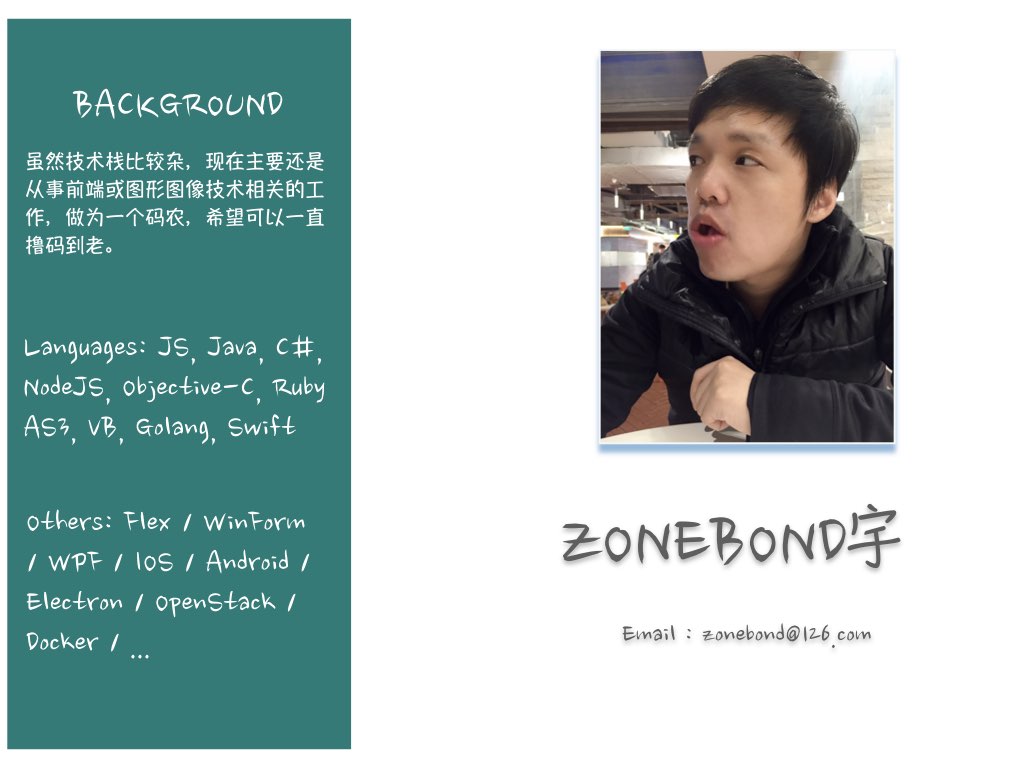 BACKGROUND
虽然技术栈比较杂，现在主要还是
从事前端或图形图像技术相关的工
作，做为一个码农，希望可以一直
撸码到老。
Languages: JS, Java, C#,
NodeJS, Objective-C, Ruby
AS3, VB, Golang, Swift
Others: Flex / WinForm
/ WPF / IOS / Android /
Electron / OpenStack /
Docker / ...
ZONEBOND宇
Email : zonebond@126.com